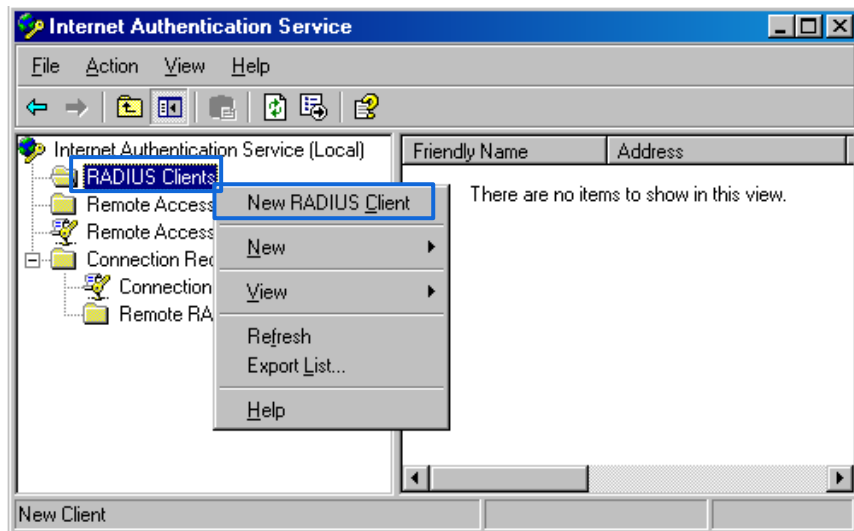 Internet Authentication Service
File Action View Help
Internet Authentication Service (Local)
RADIUS Clients
Remote Access
Remote Access
Connection Rec
Connection
Remote RA
New RADIUS Client
New
View
Refresh
Export List...
Help
Friendly Name Address
There are no items to show in this view.
New Client